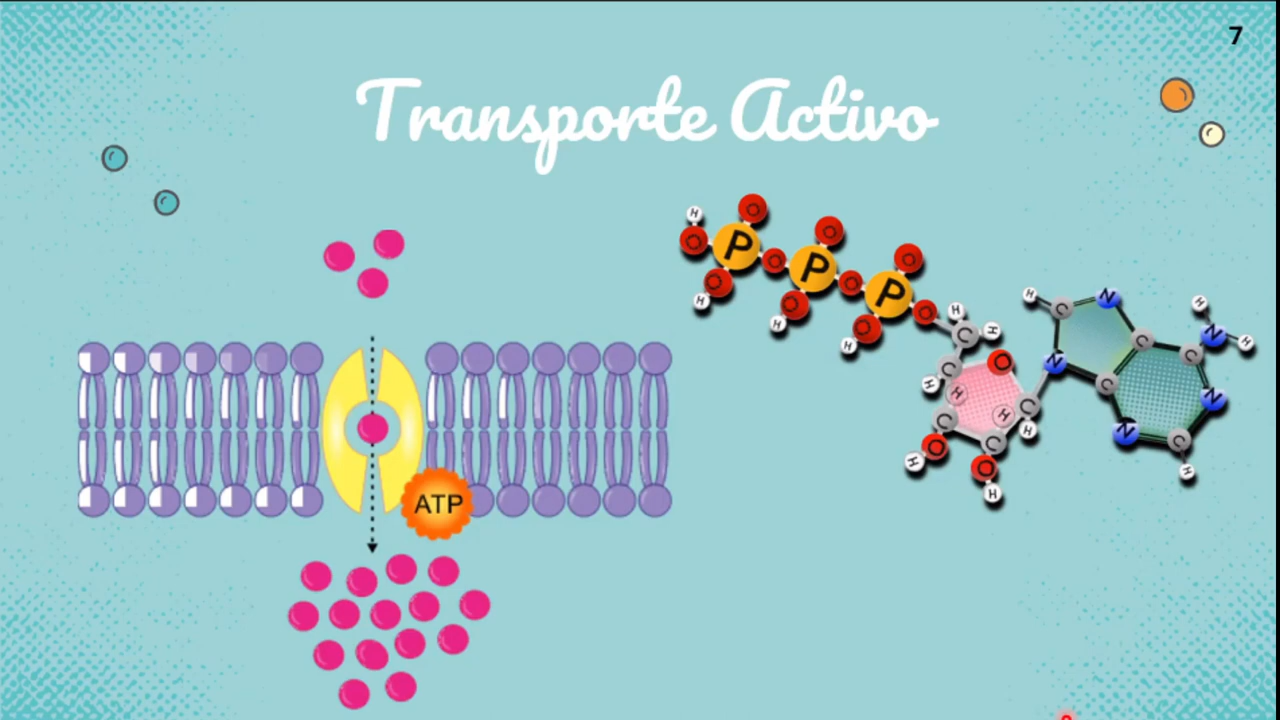 7
Transporte Activo
H O
O P O O
O P O O
H O P O H
H O C H
H O
H C O
H C
H C
O C H
H O
H
H C N H
N H
C C
N C N
N C
H
ATP